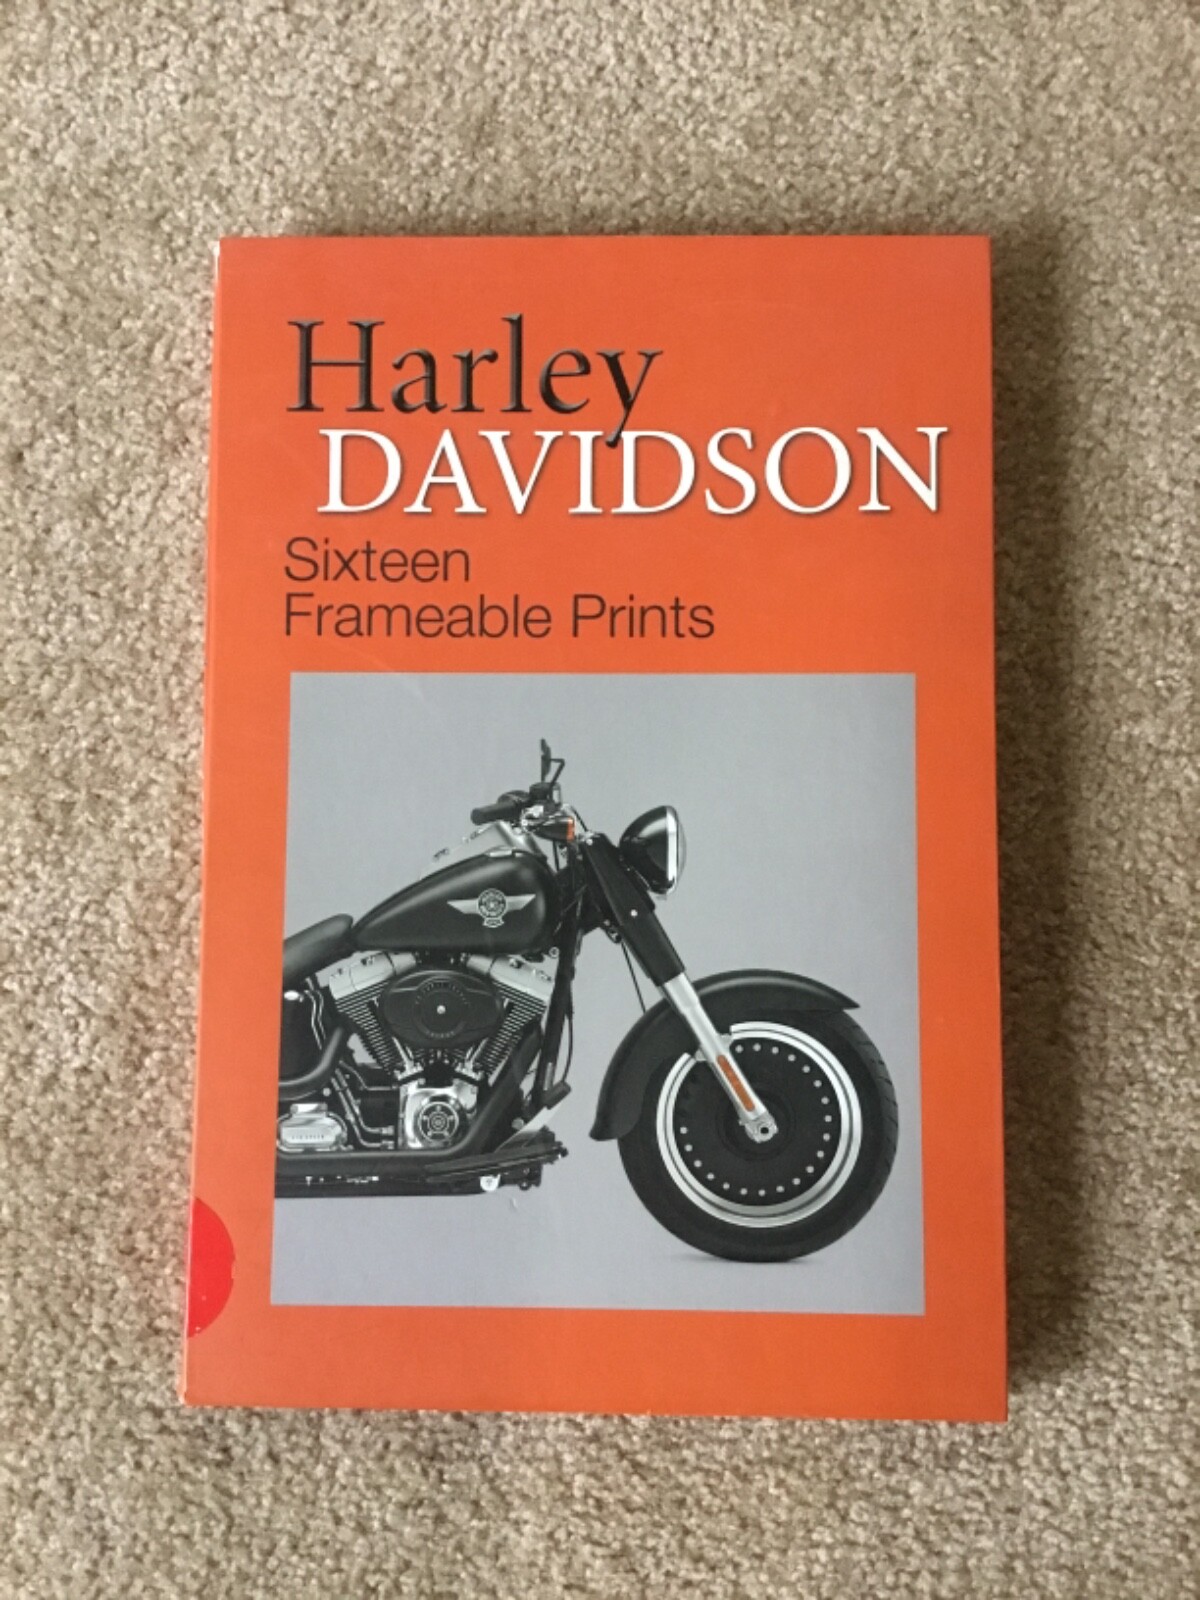 Harley
DAVIDSON
Sixteen
Frameable Prints